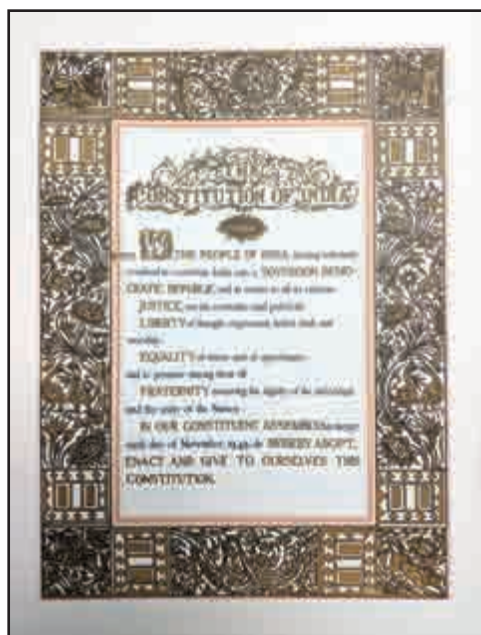 THE
CONSTITUTION OF INDIA
PREAMBLE
WE, THE PEOPLE OF INDIA, having solemnly
resolved to constitute India into a SOVEREIGN DEMO-
CRATIC REPUBLIC and to secure to all its citizens:
JUSTICE, social, economic and political;
LIBERTY of thought, expression, belief, faith and
worship;
EQUALITY of status and of opportunity;
and to promote among them all
FRATERNITY assuring the dignity of the individual
and the unity of the Nation;
IN OUR CONSTITUENT ASSEMBLY this twenty-
sixth day of November, 1949, do HEREBY ADOPT,
ENACT AND GIVE TO OURSELVES THIS
CONSTITUTION.